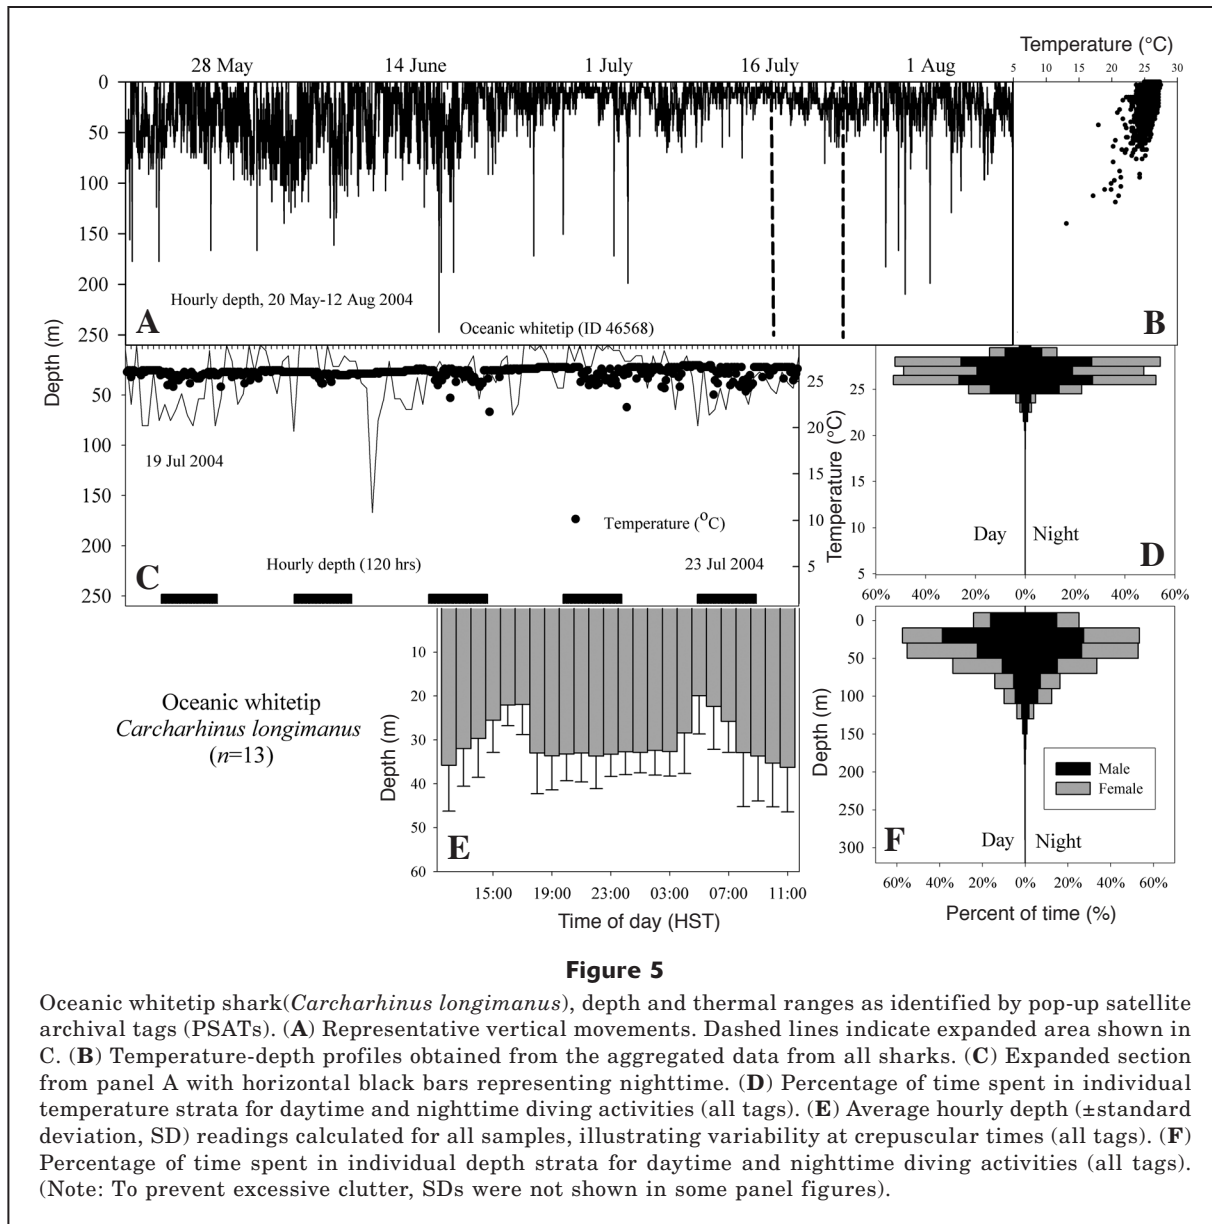 Temperature (°C)
28 May 14 June 1 July 16 July 1 Aug 5 10 15 20 25 30
0
50
100
150
200
250
Hourly depth, 20 May-12 Aug 2004
A
Oceanic whitetip (ID 46568)
B
Depth (m)
0
50
100
150
200
250
19 Jul 2004
Temperature (°C)
Hourly depth (120 hrs)
23 Jul 2004
C
25
20
15
10
5
Temperature (°C)
25
25
20
15
10
5
Day Night
D
60% 40% 20% 0% 20% 40% 60%
Oceanic whitetip
Carcharhinus longimanus
(n=13)
Depth (m)
10
20
30
40
50
60
E
15:00 19:00 23:00 03:00 07:00 11:00
Time of day (HST)
Depth (m)
0
50
100
150
200
250
300
Male
Female
Day Night
F
60% 40% 20% 0% 20% 40% 60%
Percent of time (%)
Figure 5
Oceanic whitetip shark(Carcharhinus longimanus), depth and thermal ranges as identified by pop-up satellite
archival tags (PSATs). (A) Representative vertical movements. Dashed lines indicate expanded area shown in
C. (B) Temperature-depth profiles obtained from the aggregated data from all sharks. (C) Expanded section
from panel A with horizontal black bars representing nighttime. (D) Percentage of time spent in individual
temperature strata for daytime and nighttime diving activities (all tags). (E) Average hourly depth (±standard
deviation, SD) readings calculated for all samples, illustrating variability at crepuscular times (all tags). (F)
Percentage of time spent in individual depth strata for daytime and nighttime diving activities (all tags).
(Note: To prevent excessive clutter, SDs were not shown in some panel figures).